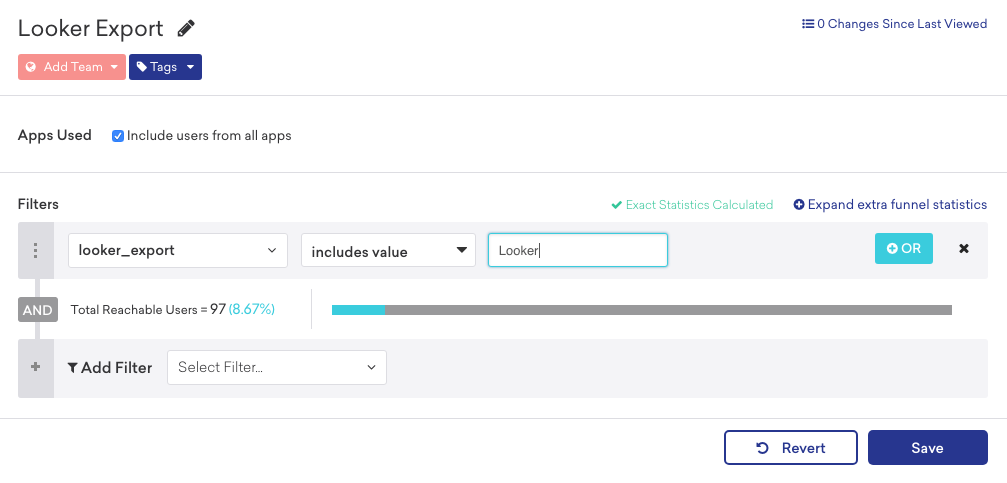 Looker Export
0 Changes Since Last Viewed
Add Team
Tags
Apps Used
Include users from all apps
Filters
Exact Statistics Calculated
Expand extra funnel statistics
looker_export
includes value
Looker
OR
AND
Total Reachable Users = 97 (8.67%)
+
Add Filter
Select Filter...
Revert
Save